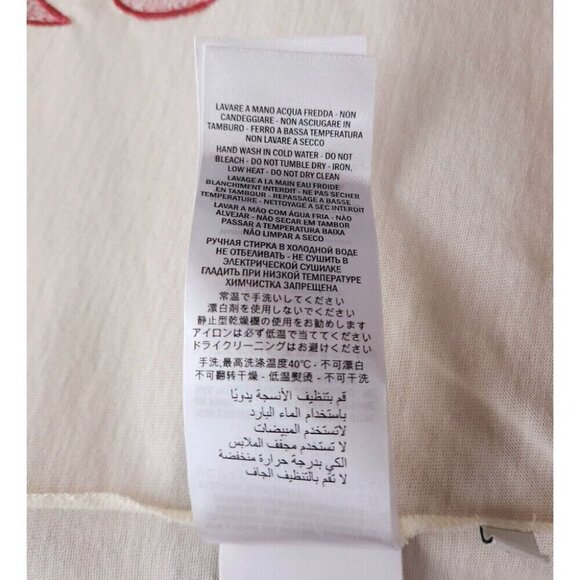 LAVARE A MANO ACQUA FREDDA - NON
CANDEGGIARE - NON ASCIUGARE IN
TAMBURO - FERRO A BASSA TEMPERATURA
NON LAVARE A SECCO
HAND WASH IN COLD WATER - DO NOT
BLEACH - DO NOT TUMBLE DRY - IRON,
LOW HEAT - DO NOT DRY CLEAN
LAVAGE A LA MAIN EAU FROIDE
BLANCHIMENT INTERDIT - NE PAS SECHER
EN TAMBOUR - REPASSAGE A BASSE
TEMPERATURE - NETTOYAGE A SEC INTERDIT
LAVAR A MÃO COM ÁGUA FRIA - NÃO
ALVEJAR - NÃO SECAR EM TAMBOR
PASSAR A TEMPERATURA BAIXA
NÃO LIMPAR A SECO
РУЧНАЯ СТИРКА В ХОЛОДНОЙ ВОДЕ
НЕ ОТБЕЛИВАТЬ - НЕ СУШИТЬ В
ЭЛЕКТРИЧЕСКОЙ СУШИЛКЕ
ГЛАДИТЬ ПРИ НИЗКОЙ ТЕМПЕРАТУРЕ
ХИМЧИСТКА ЗАПРЕЩЕНА
常温で手洗いしてください
漂白剤を使用しないでください
静止型乾燥機の使用をお勧めします
アイロンは必ず低温で当ててください
ドライクリーニングはお避けください
手洗,最高洗涤温度40℃ - 不可漂白
不可翻转干燥 - 低温熨烫 - 不可干洗
قم بتنظيف الأنسجة يدويًا
باستخدام الماء البارد
لاتستخدم المبيضات
لا تستخدم مجفف الملابس
الكي بدرجة حرارة منخفضة
لا تقم بالتنظيف الجاف